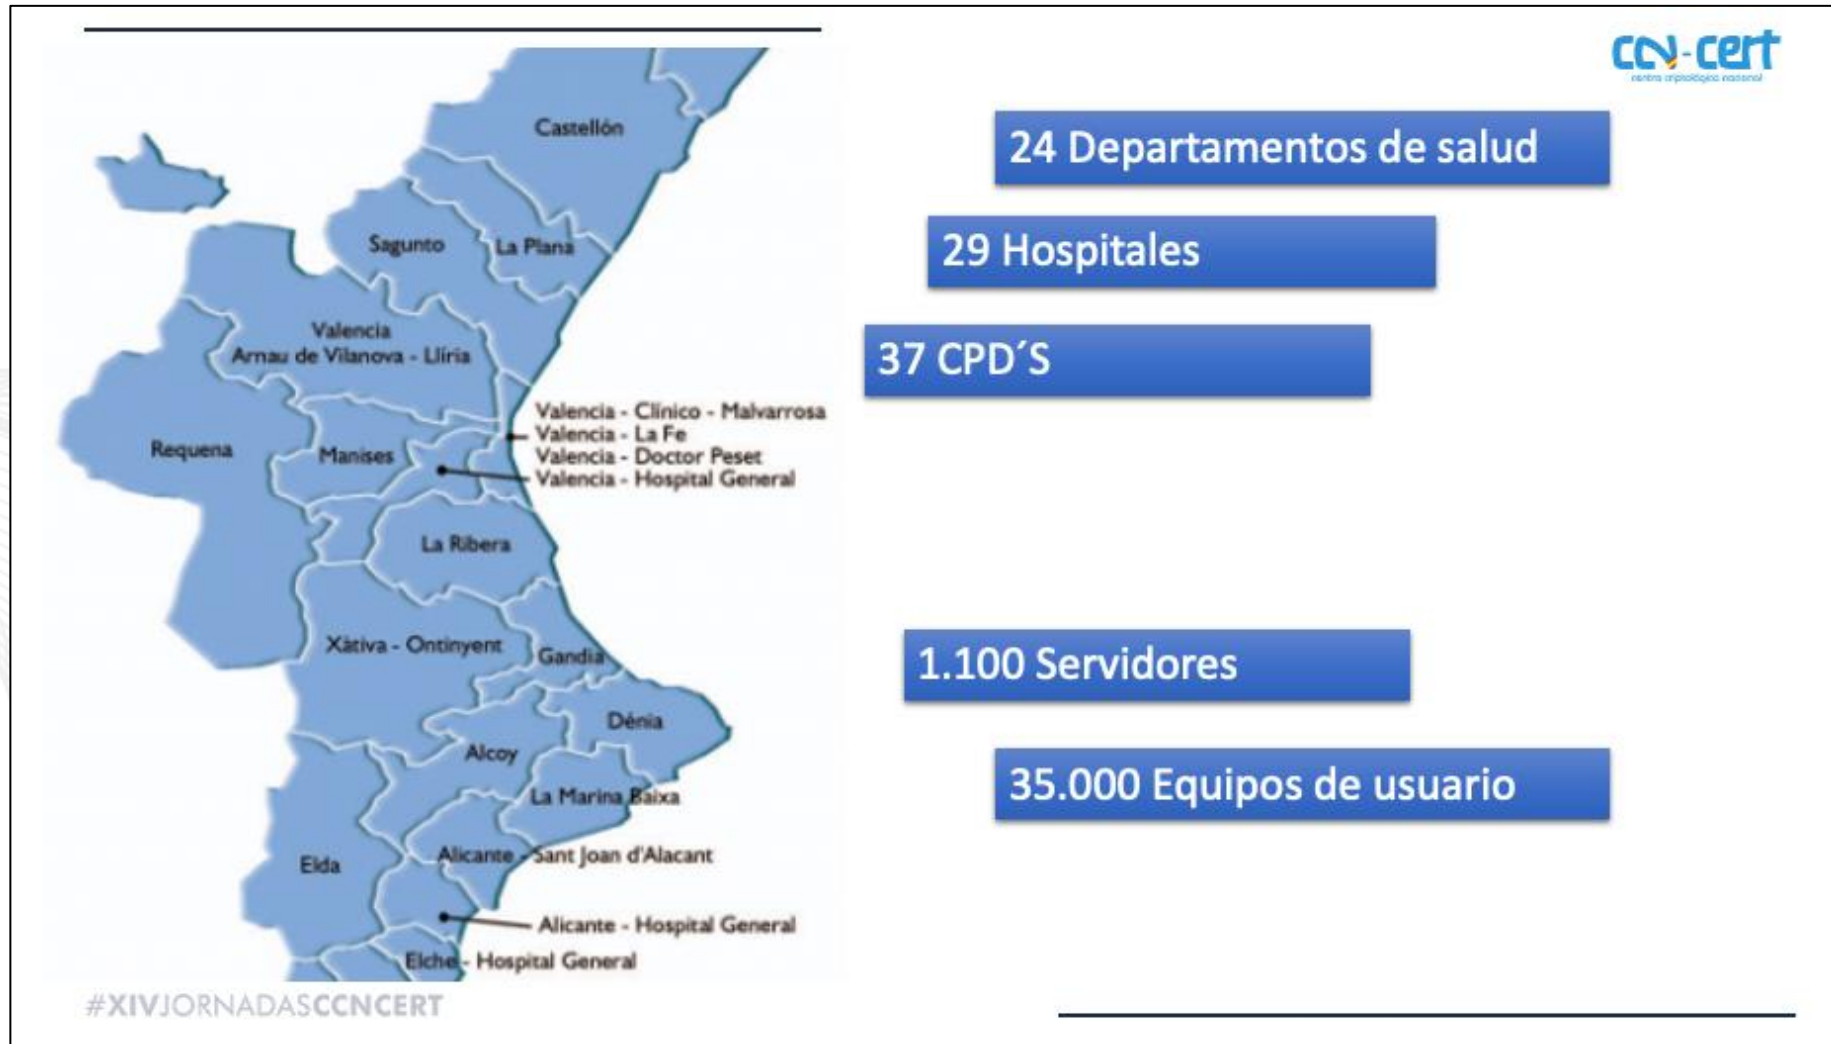 ccn-cert
centro criptológico nacional
24 Departamentos de salud
29 Hospitales
37 CPD´S
1.100 Servidores
35.000 Equipos de usuario
Castellón
Sagunto
La Plana
Valencia
Arnau de Vilanova - Llíria
Valencia - Clínico - Malvarrosa
Valencia - La Fe
Valencia - Doctor Peset
Valencia - Hospital General
Requena
Manises
La Ribera
Xàtiva - Ontinyent
Gandia
Dénia
Alcoy
La Marina Baixa
Elda
Alicante - Sant Joan d'Alacant
Alicante - Hospital General
Elche - Hospital General
#XIVJORNADASCCNCERT